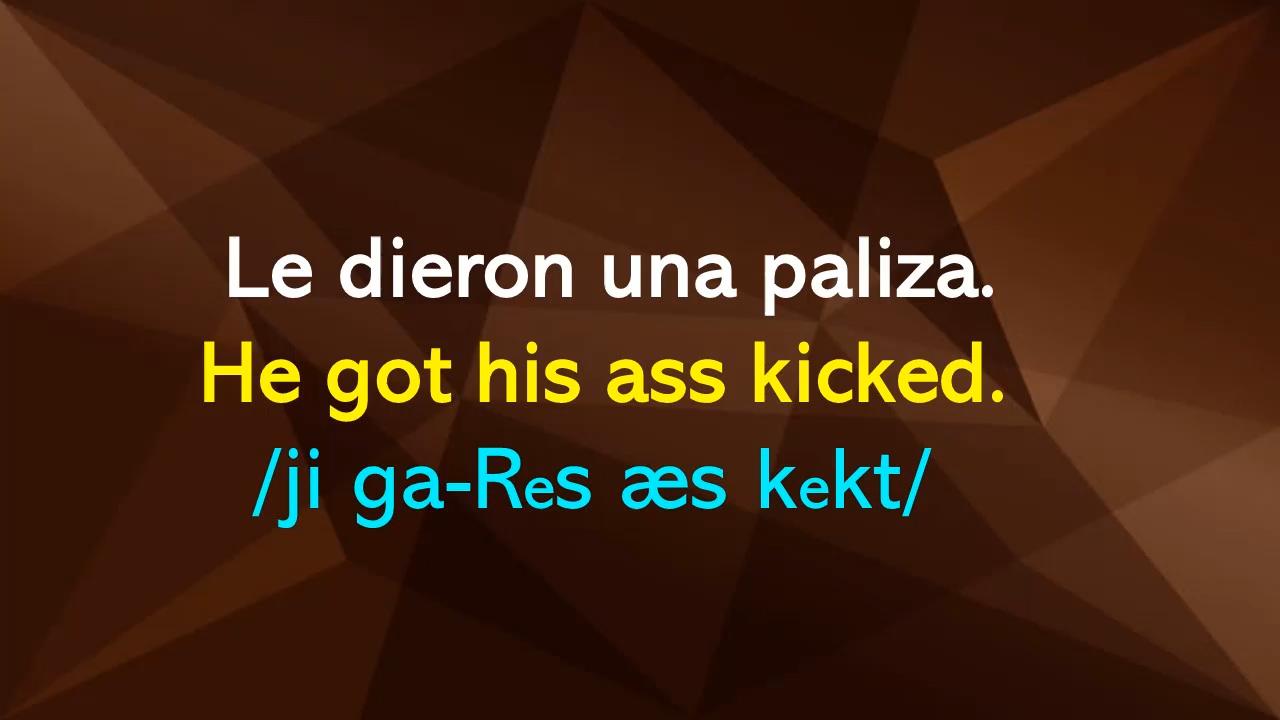 Le dieron una paliza.
He got his ass kicked.
/ji ga-Res æs kekt/